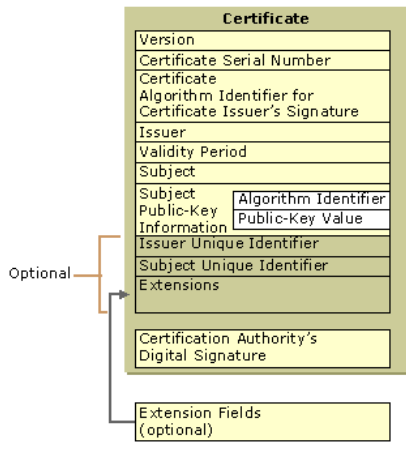 Certificate
Version
Certificate Serial Number
Certificate
Algorithm Identifier for
Certificate Issuer's Signature
Issuer
Validity Period
Subject
Subject
Public-Key
Information
Algorithm Identifier
Public-Key Value
Optional
Issuer Unique Identifier
Subject Unique Identifier
Extensions
Certification Authority's
Digital Signature
Extension Fields
(optional)